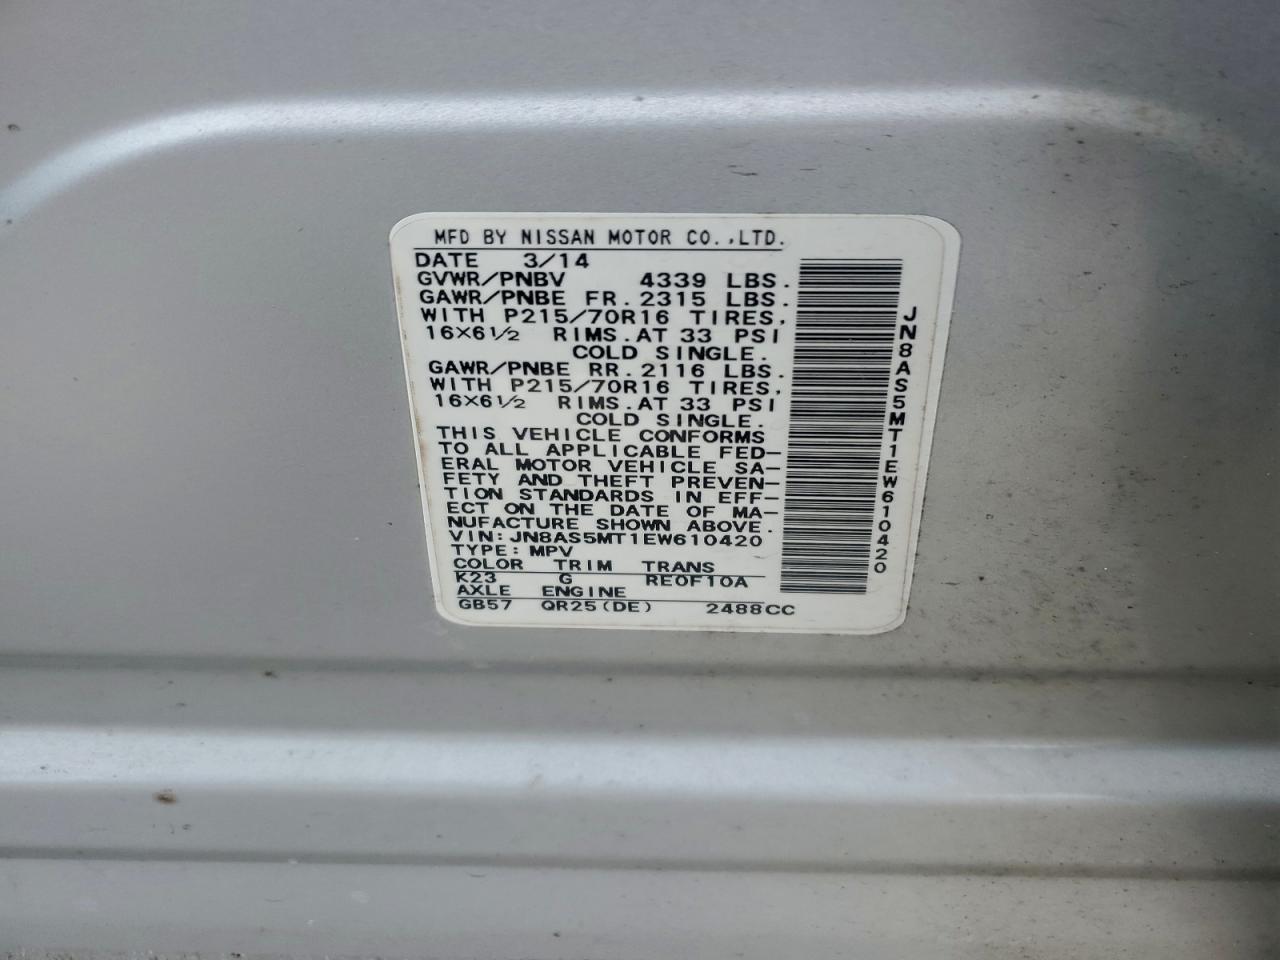 MFD BY NISSAN MOTOR CO.,LTD.
DATE 3/14
GVWR/PNBV 4339 LBS.
GAWR/PNBE FR. 2315 LBS.
WITH P215/70R16 TIRES,
16X6½ RIMS.AT 33 PSI
COLD SINGLE.
GAWR/PNBE RR. 2116 LBS.
WITH P215/70R16 TIRES,
16X6½ RIMS.AT 33 PSI
COLD SINGLE.
THIS VEHICLE CONFORMS
TO ALL APPLICABLE FED-
ERAL MOTOR VEHICLE SA-
FETY AND THEFT PREVEN-
TION STANDARDS IN EFF-
ECT ON THE DATE OF MA-
NUFACTURE SHOWN ABOVE.
VIN: JN8AS5MT1EW610420
TYPE: MPV
COLOR TRIM TRANS
K23 G RE0F10A
AXLE ENGINE
GB57 QR25(DE) 2488CC
JN8AS5MT1EW610420